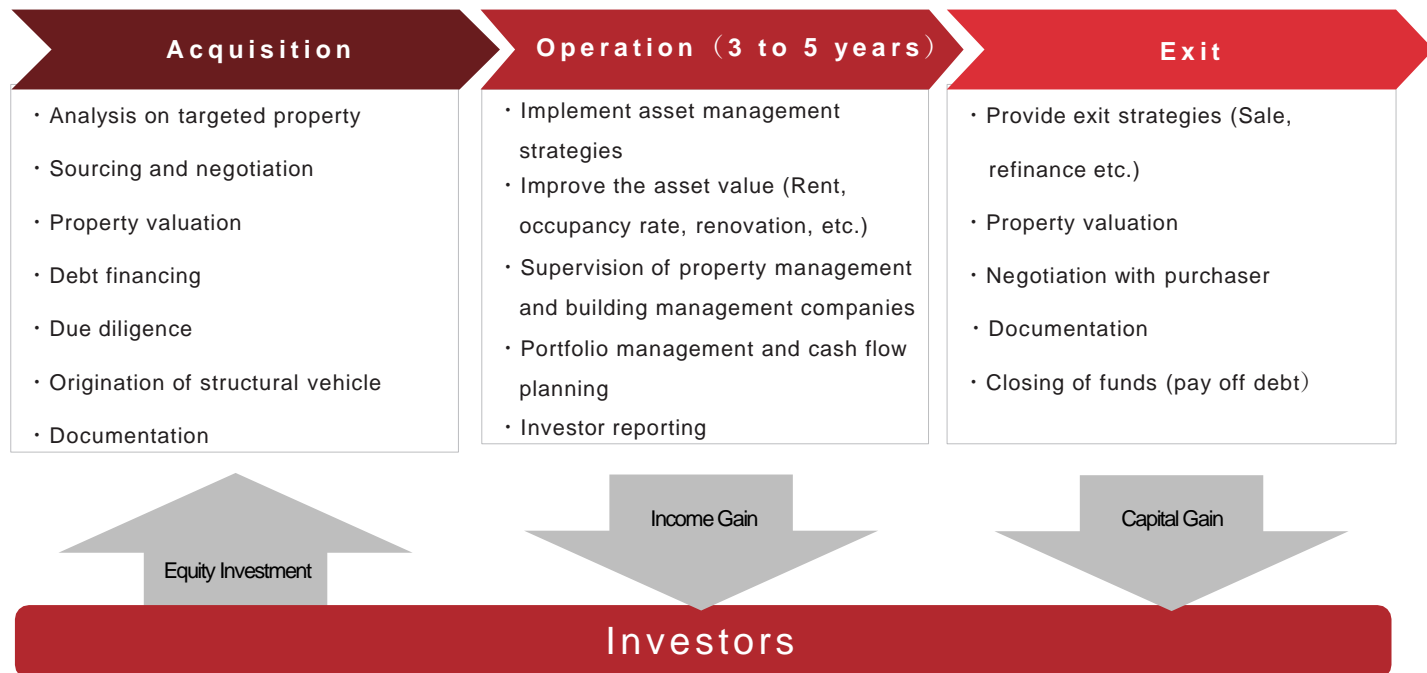 Acquisition
・Analysis on targeted property
・Sourcing and negotiation
・Property valuation
・Debt financing
・Due diligence
・Origination of structural vehicle
・Documentation
Operation（3 to 5 years）
・Implement asset management
strategies
・Improve the asset value (Rent,
occupancy rate, renovation, etc.)
・Supervision of property management
and building management companies
・Portfolio management and cash flow
planning
・Investor reporting
Exit
・Provide exit strategies (Sale,
refinance etc.)
・Property valuation
・Negotiation with purchaser
・Documentation
・Closing of funds (pay off debt）
Equity Investment
Income Gain
Capital Gain
Investors